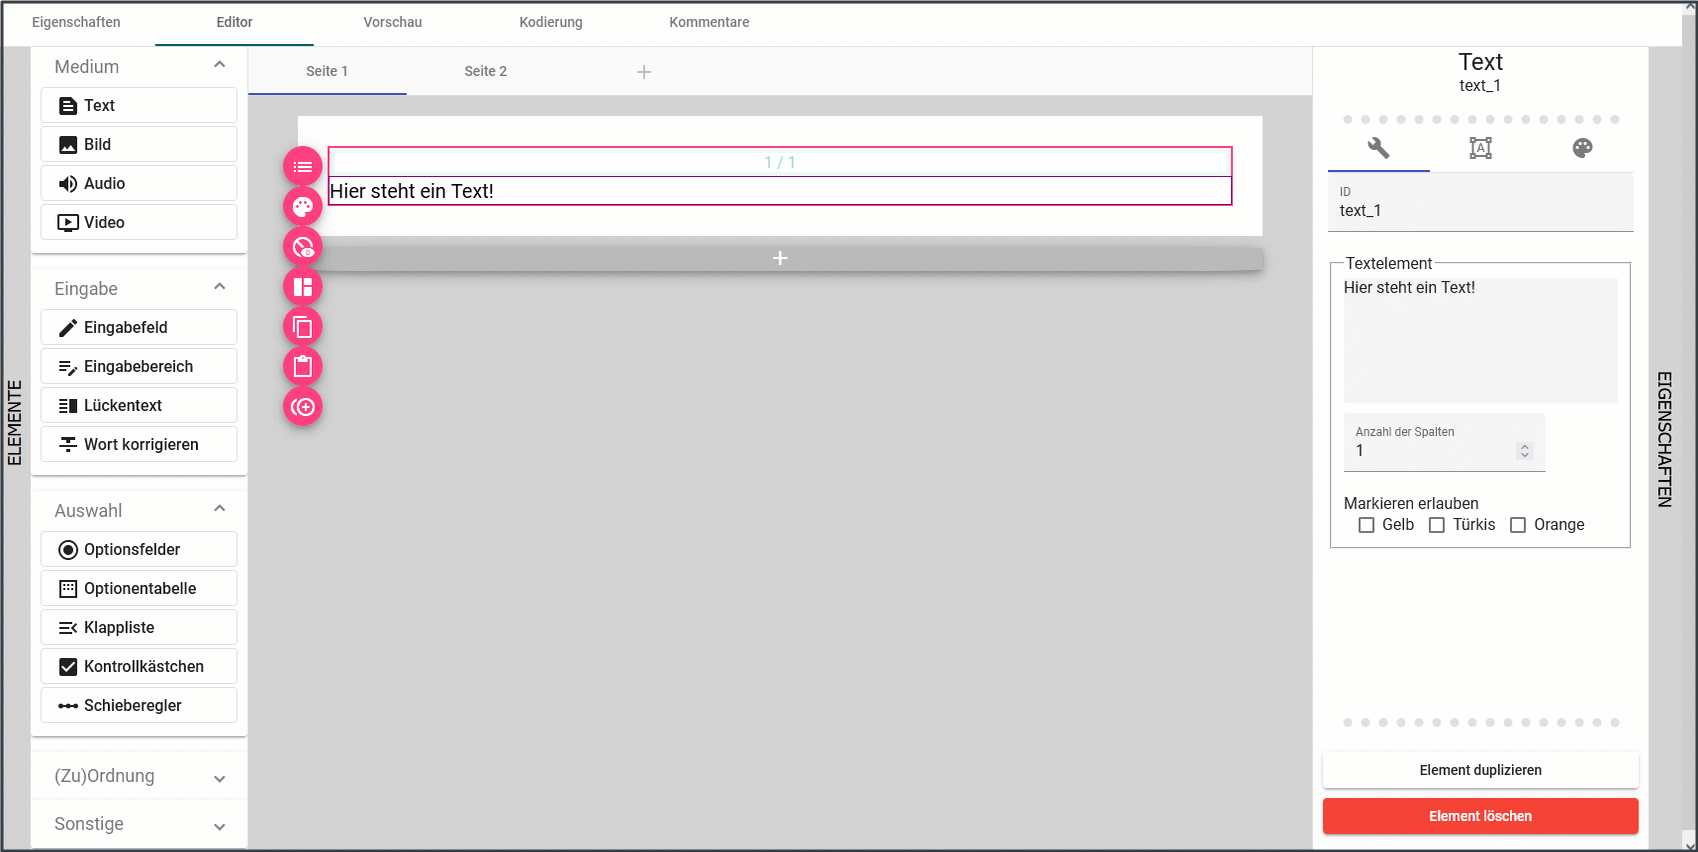 Eigenschaften
Editor
Vorschau
Kodierung
Kommentare
ELEMENTE
Medium
Text
Bild
Audio
Video
Eingabe
Eingabefeld
Eingabebereich
Lückentext
Wort korrigieren
Auswahl
Optionsfelder
Optionentabelle
Klappliste
Kontrollkästchen
Schieberegler
(Zu)Ordnung
Sonstige
Seite 1
Seite 2
+
1 / 1
Hier steht ein Text!
+
Text
text_1
A
ID
text_1
Textelement
Hier steht ein Text!
Anzahl der Spalten
1
Markieren erlauben
Gelb Türkis Orange
Element duplizieren
Element löschen
EIGENSCHAFTEN